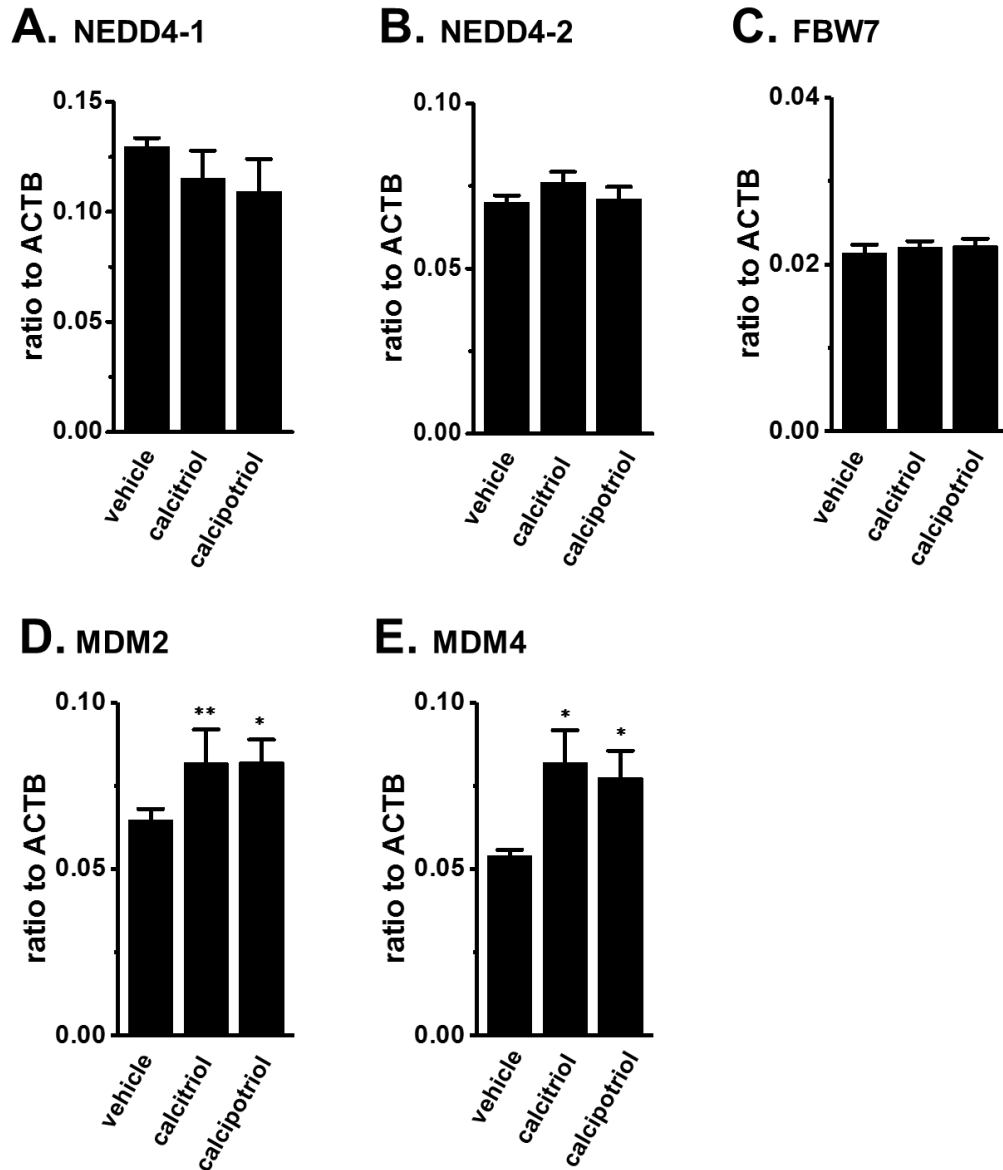 A. NEDD4-1
ratio to ACTB
0.15
0.10
0.05
0.00
vehicle
calcitriol
calcipotriol
B. NEDD4-2
ratio to ACTB
0.10
0.05
0.00
vehicle
calcitriol
calcipotriol
C. FBW7
ratio to ACTB
0.04
0.02
0.00
vehicle
calcitriol
calcipotriol
D. MDM2
ratio to ACTB
0.10
0.05
0.00
**
*
vehicle
calcitriol
calcipotriol
E. MDM4
ratio to ACTB
0.10
0.05
0.00
*
*
vehicle
calcitriol
calcipotriol